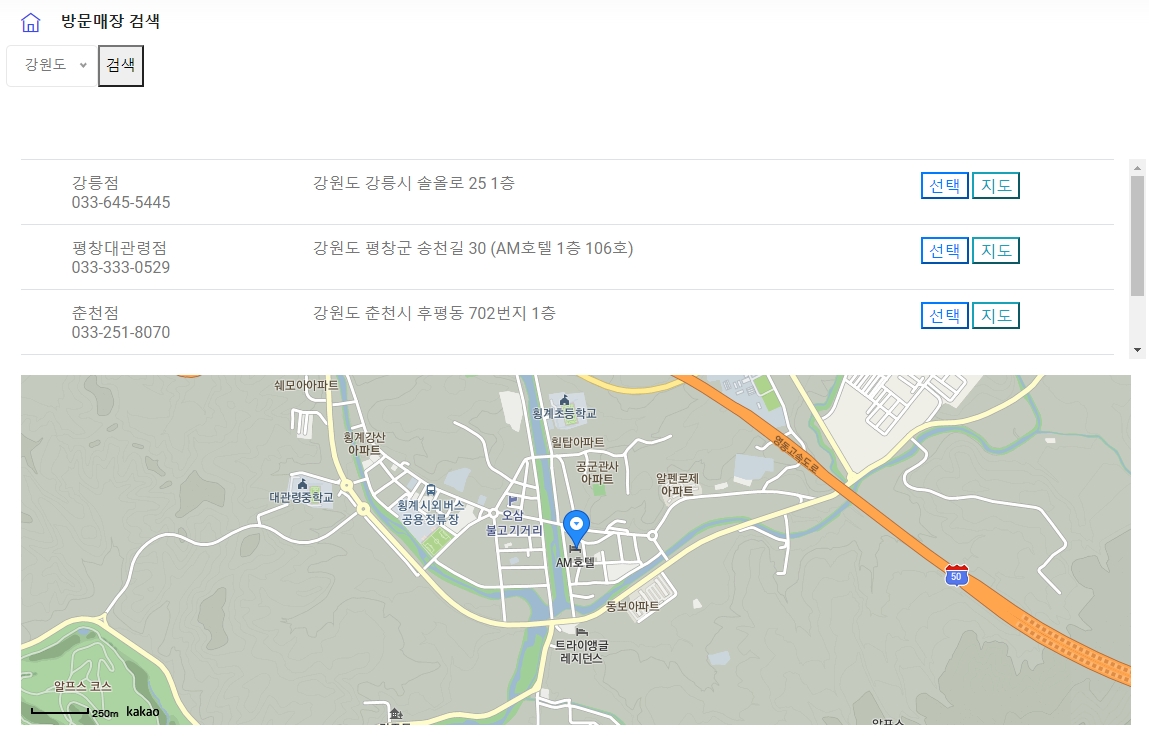 방문매장 검색
강원도
검색
강릉점
033-645-5445
강원도 강릉시 솔올로 25 1층
선택
지도
평창대관령점
033-333-0529
강원도 평창군 송천길 30 (AM호텔 1층 106호)
선택
지도
춘천점
033-251-8070
강원도 춘천시 후평동 702번지 1층
선택
지도
쉐모아아파트
횡계초등학교
횡계강산
아파트
힐탑아파트
공군관사
아파트
알펜로제
아파트
영동고속도로
대관령중학교
횡계시외버스
공용정류장
오삼
불고기거리
AM호텔
50
동보아파트
트라이앵글
레지던스
알프스 코스
250m
kakao
알프스